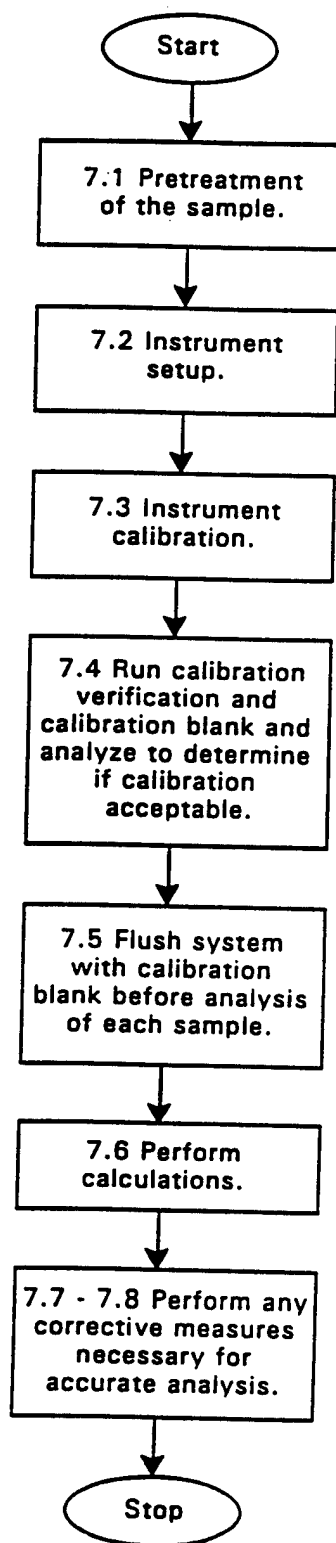 Start
7.1 Pretreatment
of the sample.
7.2 Instrument
setup.
7.3 Instrument
calibration.
7.4 Run calibration
verification and
calibration blank and
analyze to determine
if calibration
acceptable.
7.5 Flush system
with calibration
blank before analysis
of each sample.
7.6 Perform
calculations.
7.7 - 7.8 Perform any
corrective measures
necessary for
accurate analysis.
Stop